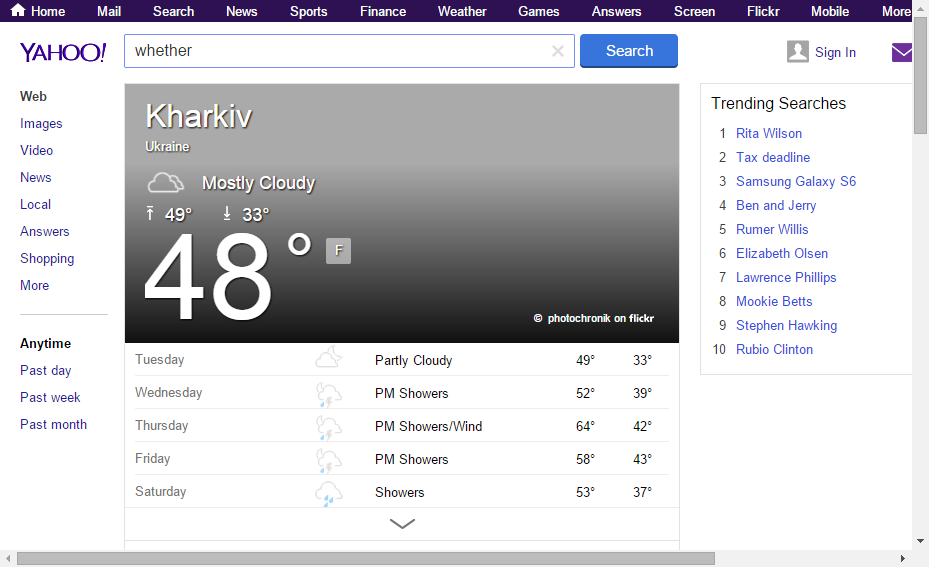 Home Mail Search News Sports Finance Weather Games Answers Screen Flickr Mobile More
YAHOO! whether Search Sign In
Web
Images
Video
News
Local
Answers
Shopping
More
Anytime
Past day
Past week
Past month
Kharkiv
Ukraine
Mostly Cloudy
49° 33°
48° F
© photochronik on flickr
Tuesday Partly Cloudy 49° 33°
Wednesday PM Showers 52° 39°
Thursday PM Showers/Wind 64° 42°
Friday PM Showers 58° 43°
Saturday Showers 53° 37°
Trending Searches
1 Rita Wilson
2 Tax deadline
3 Samsung Galaxy S6
4 Ben and Jerry
5 Rumer Willis
6 Elizabeth Olsen
7 Lawrence Phillips
8 Mookie Betts
9 Stephen Hawking
10 Rubio Clinton